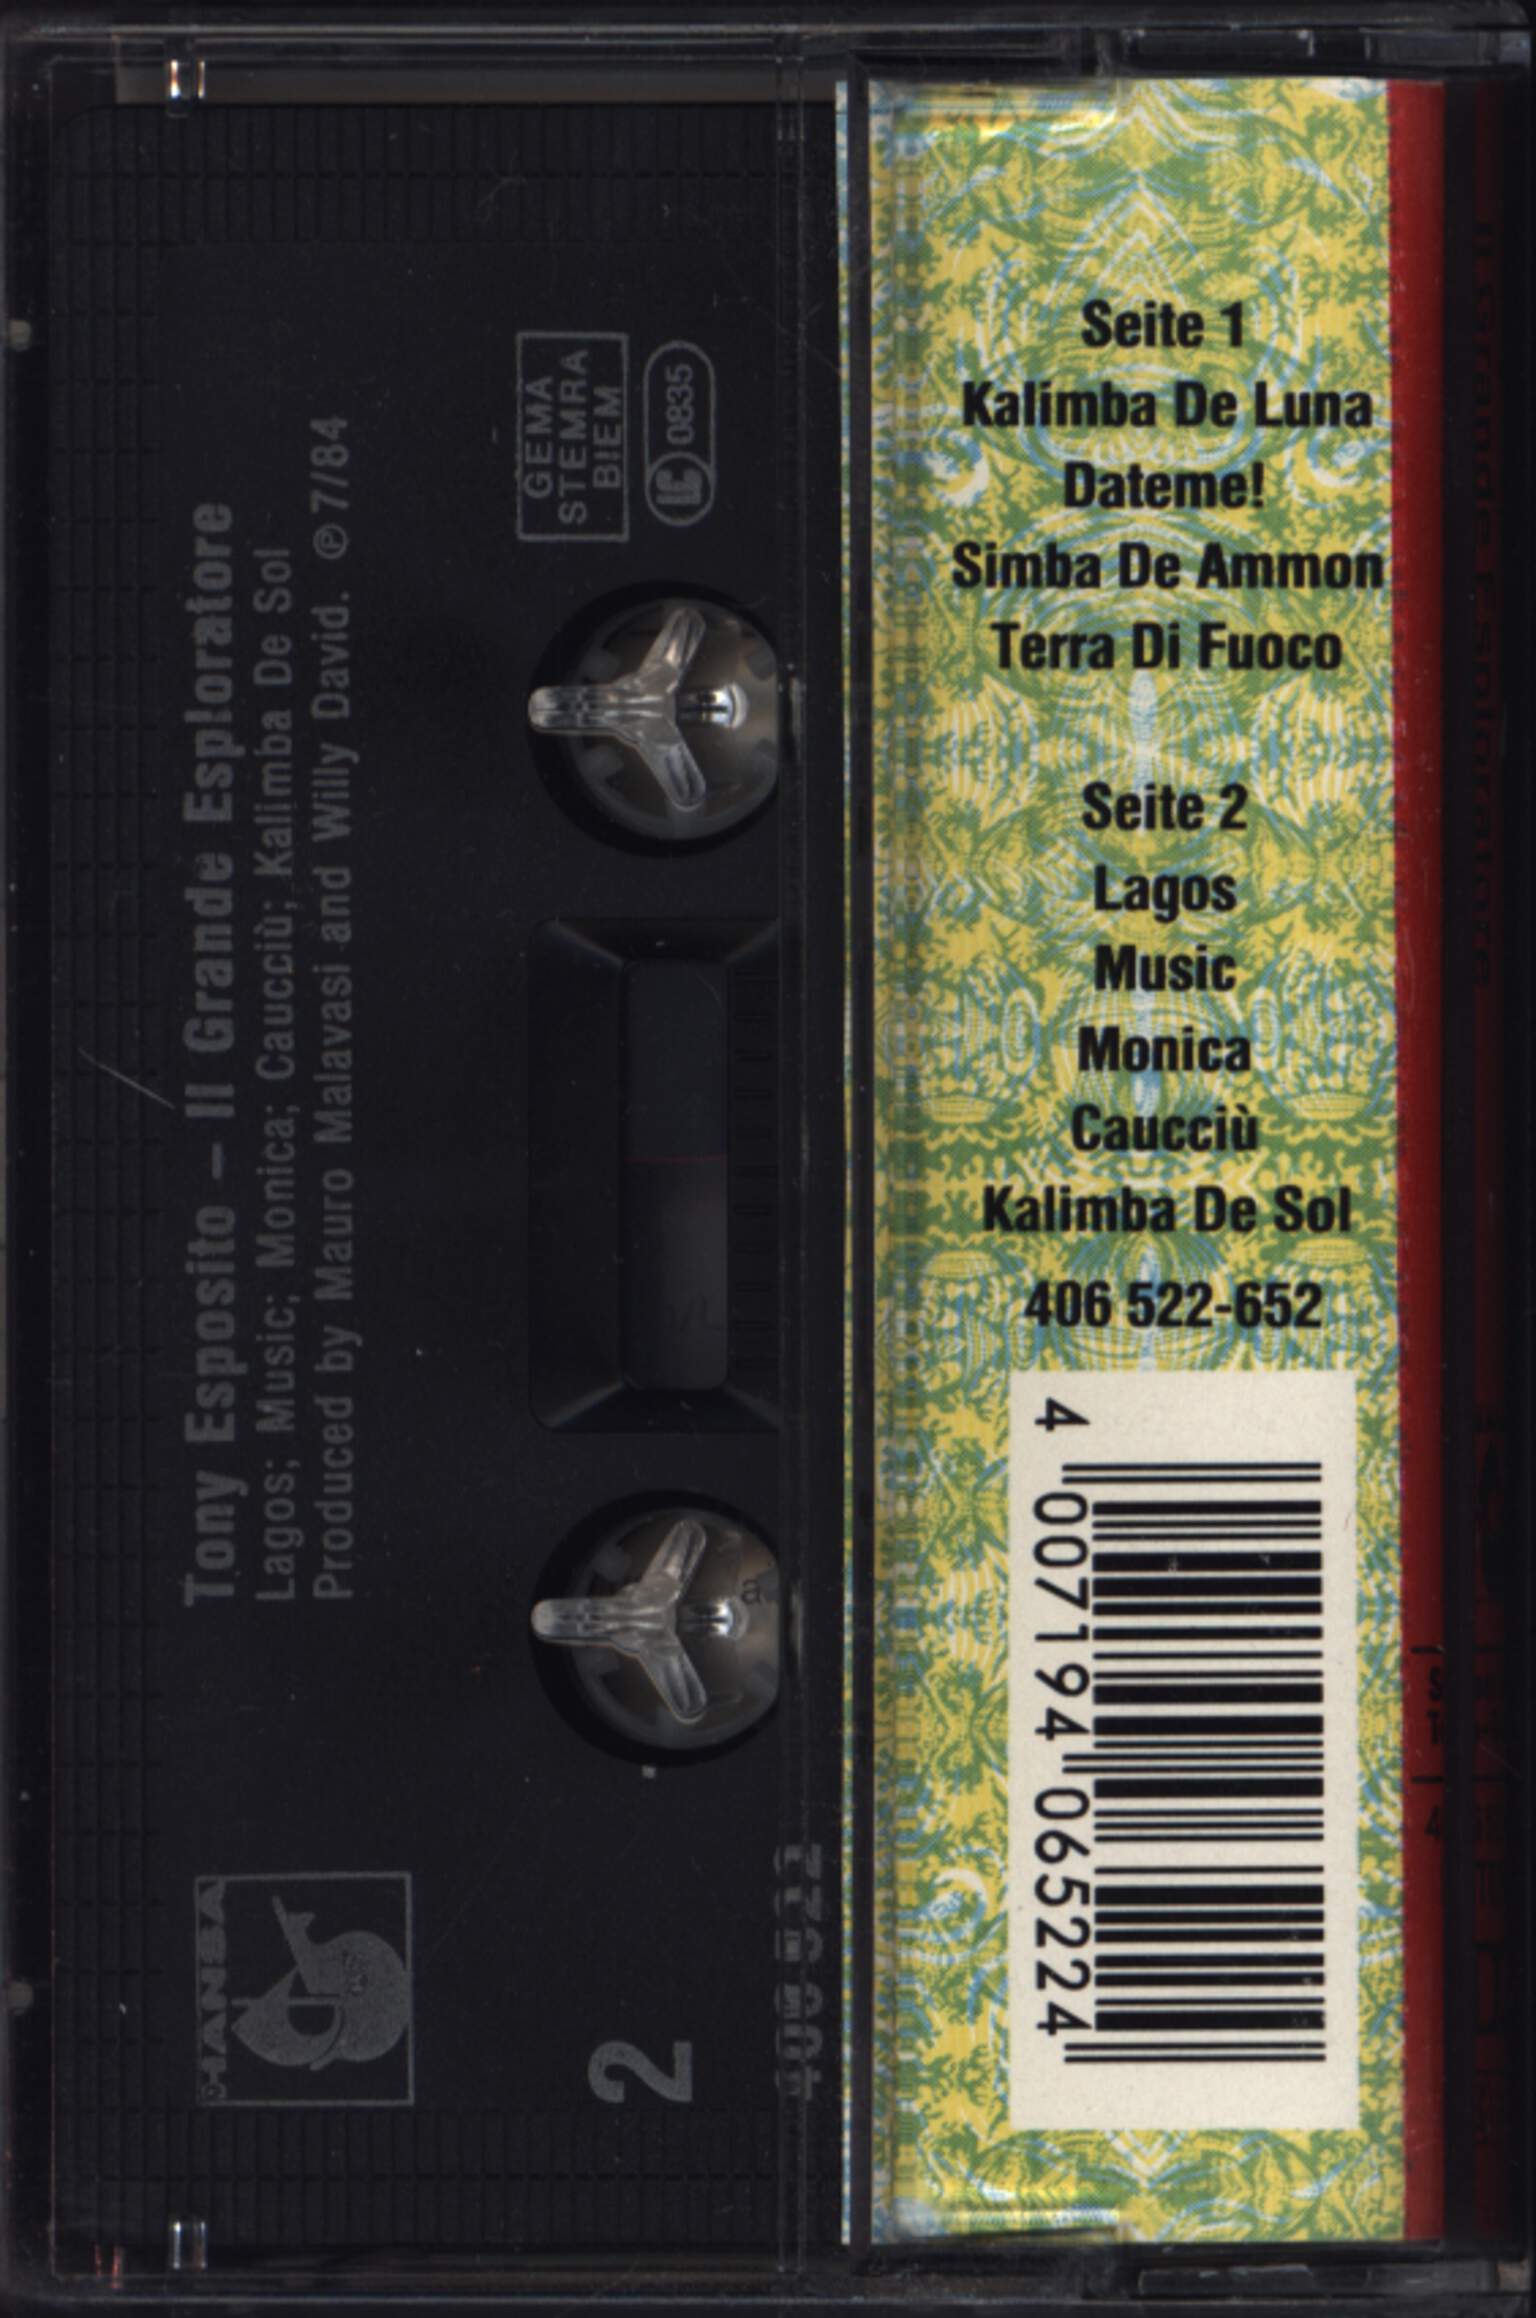 Tony Esposito – Il Grande Esploratore
Lagos; Music; Monica; Caucciù; Kalimba De Sol
Produced by Mauro Malavasi and Willy David. ℗ 7/84
GEMA
STEMRA
BIEM
LC 0835
HANSA
2
406 522
Seite 1
Kalimba De Luna
Dateme!
Simba De Ammon
Terra Di Fuoco
Seite 2
Lagos
Music
Monica
Caucciù
Kalimba De Sol
406 522-652
4 007194 065224